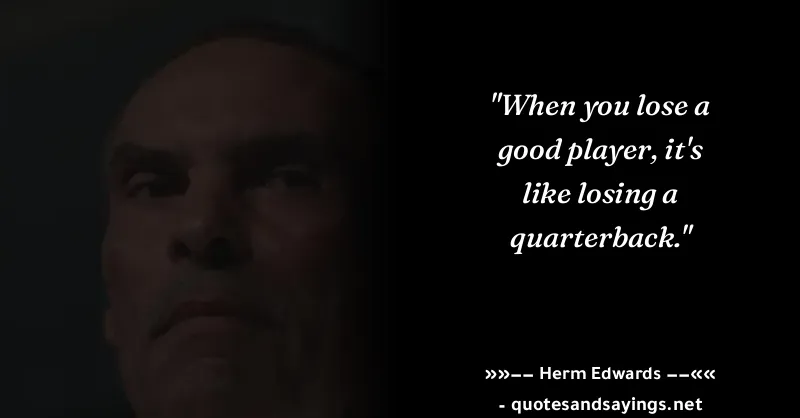 "When you lose a
good player, it's
like losing a
quarterback."
»»−− Herm Edwards −−««
- quotesandsayings.net